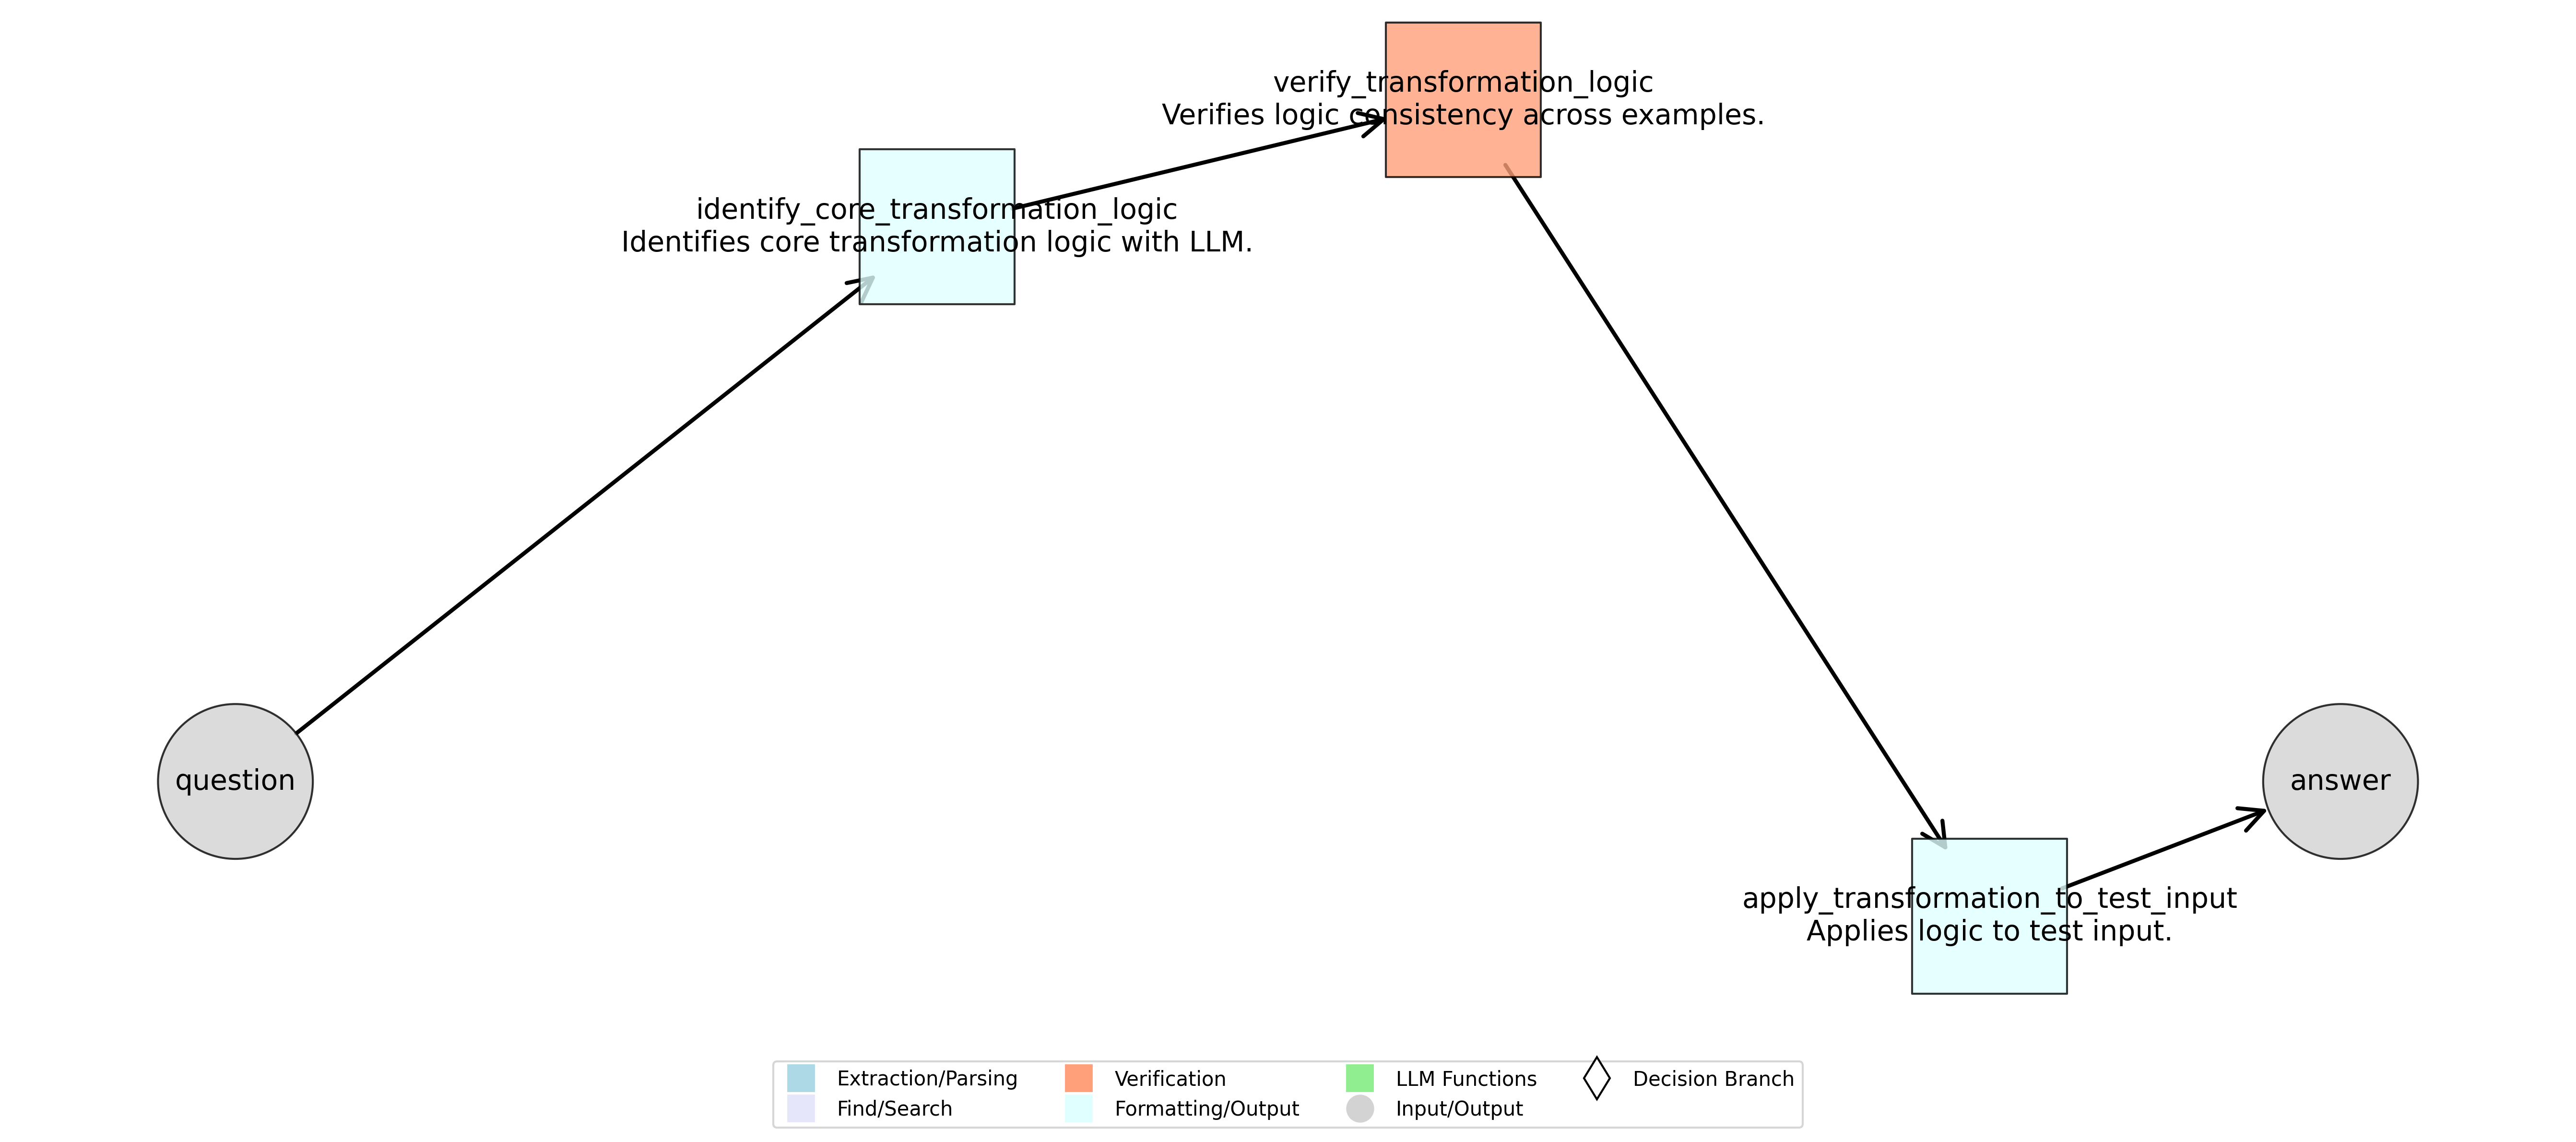 verify_transformation_logic
Verifies logic consistency across examples.
identify_core_transformation_logic
Identifies core transformation logic with LLM.
question
answer
apply_transformation_to_test_input
Applies logic to test input.
Extraction/Parsing
Find/Search
Verification
Formatting/Output
LLM Functions
Input/Output
Decision Branch